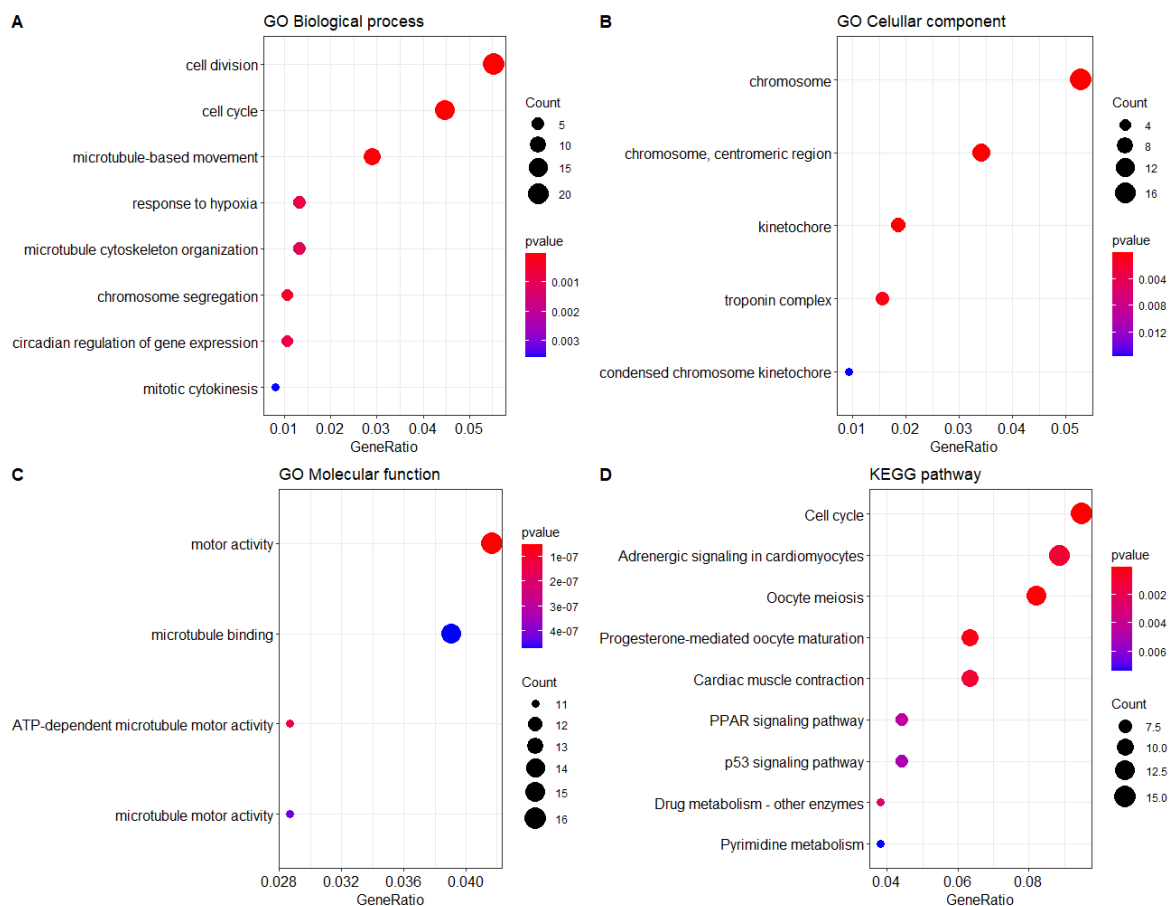 A
GO Biological process
cell division
cell cycle
microtubule-based movement
response to hypoxia
microtubule cytoskeleton organization
chromosome segregation
circadian regulation of gene expression
mitotic cytokinesis
0.01 0.02 0.03 0.04 0.05
GeneRatio
Count
5
10
15
20
pvalue
0.001
0.002
0.003
B
GO Celullar component
chromosome
chromosome, centromeric region
kinetochore
troponin complex
condensed chromosome kinetochore
0.01 0.02 0.03 0.04 0.05
GeneRatio
Count
4
8
12
16
pvalue
0.004
0.008
0.012
C
GO Molecular function
motor activity
microtubule binding
ATP-dependent microtubule motor activity
microtubule motor activity
0.028 0.032 0.036 0.040
GeneRatio
pvalue
1e-07
2e-07
3e-07
4e-07
Count
11
12
13
14
15
16
D
KEGG pathway
Cell cycle
Adrenergic signaling in cardiomyocytes
Oocyte meiosis
Progesterone-mediated oocyte maturation
Cardiac muscle contraction
PPAR signaling pathway
p53 signaling pathway
Drug metabolism - other enzymes
Pyrimidine metabolism
0.04 0.06 0.08
GeneRatio
pvalue
0.002
0.004
0.006
Count
7.5
10.0
12.5
15.0